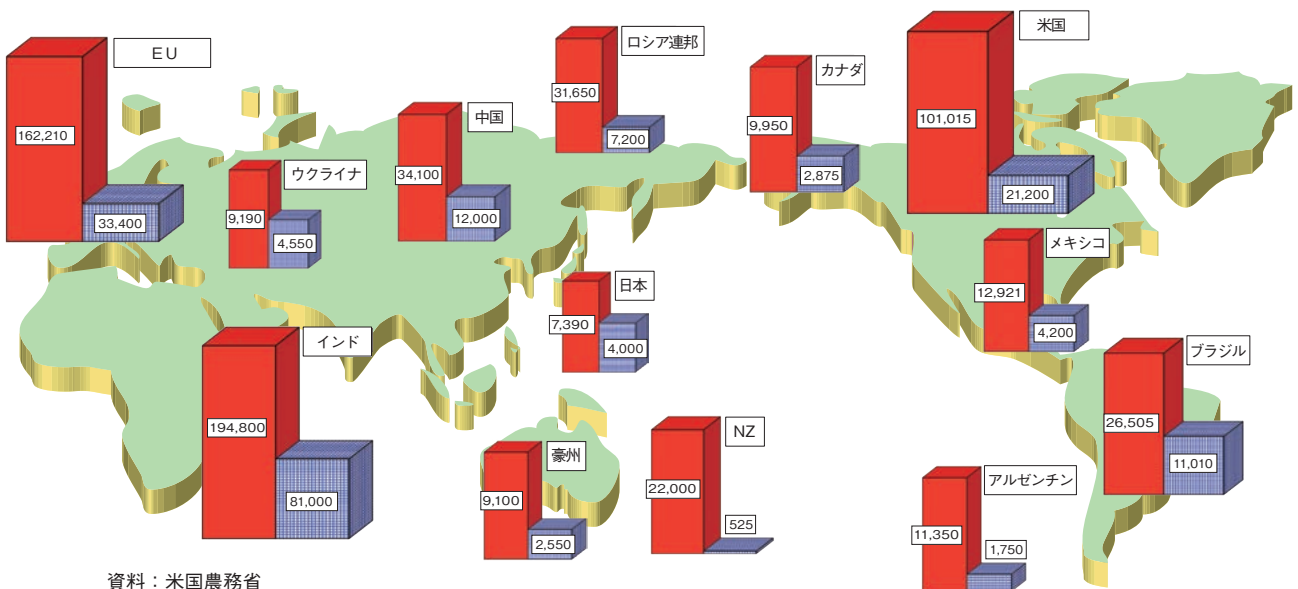 EU
162,210
33,400
ウクライナ
9,190
4,550
中国
34,100
12,000
ロシア連邦
31,650
7,200
カナダ
9,950
2,875
米国
101,015
21,200
メキシコ
12,921
4,200
日本
7,390
4,000
インド
194,800
81,000
豪州
9,100
2,550
NZ
22,000
525
ブラジル
26,505
11,010
アルゼンチン
11,350
1,750
資料：米国農務省